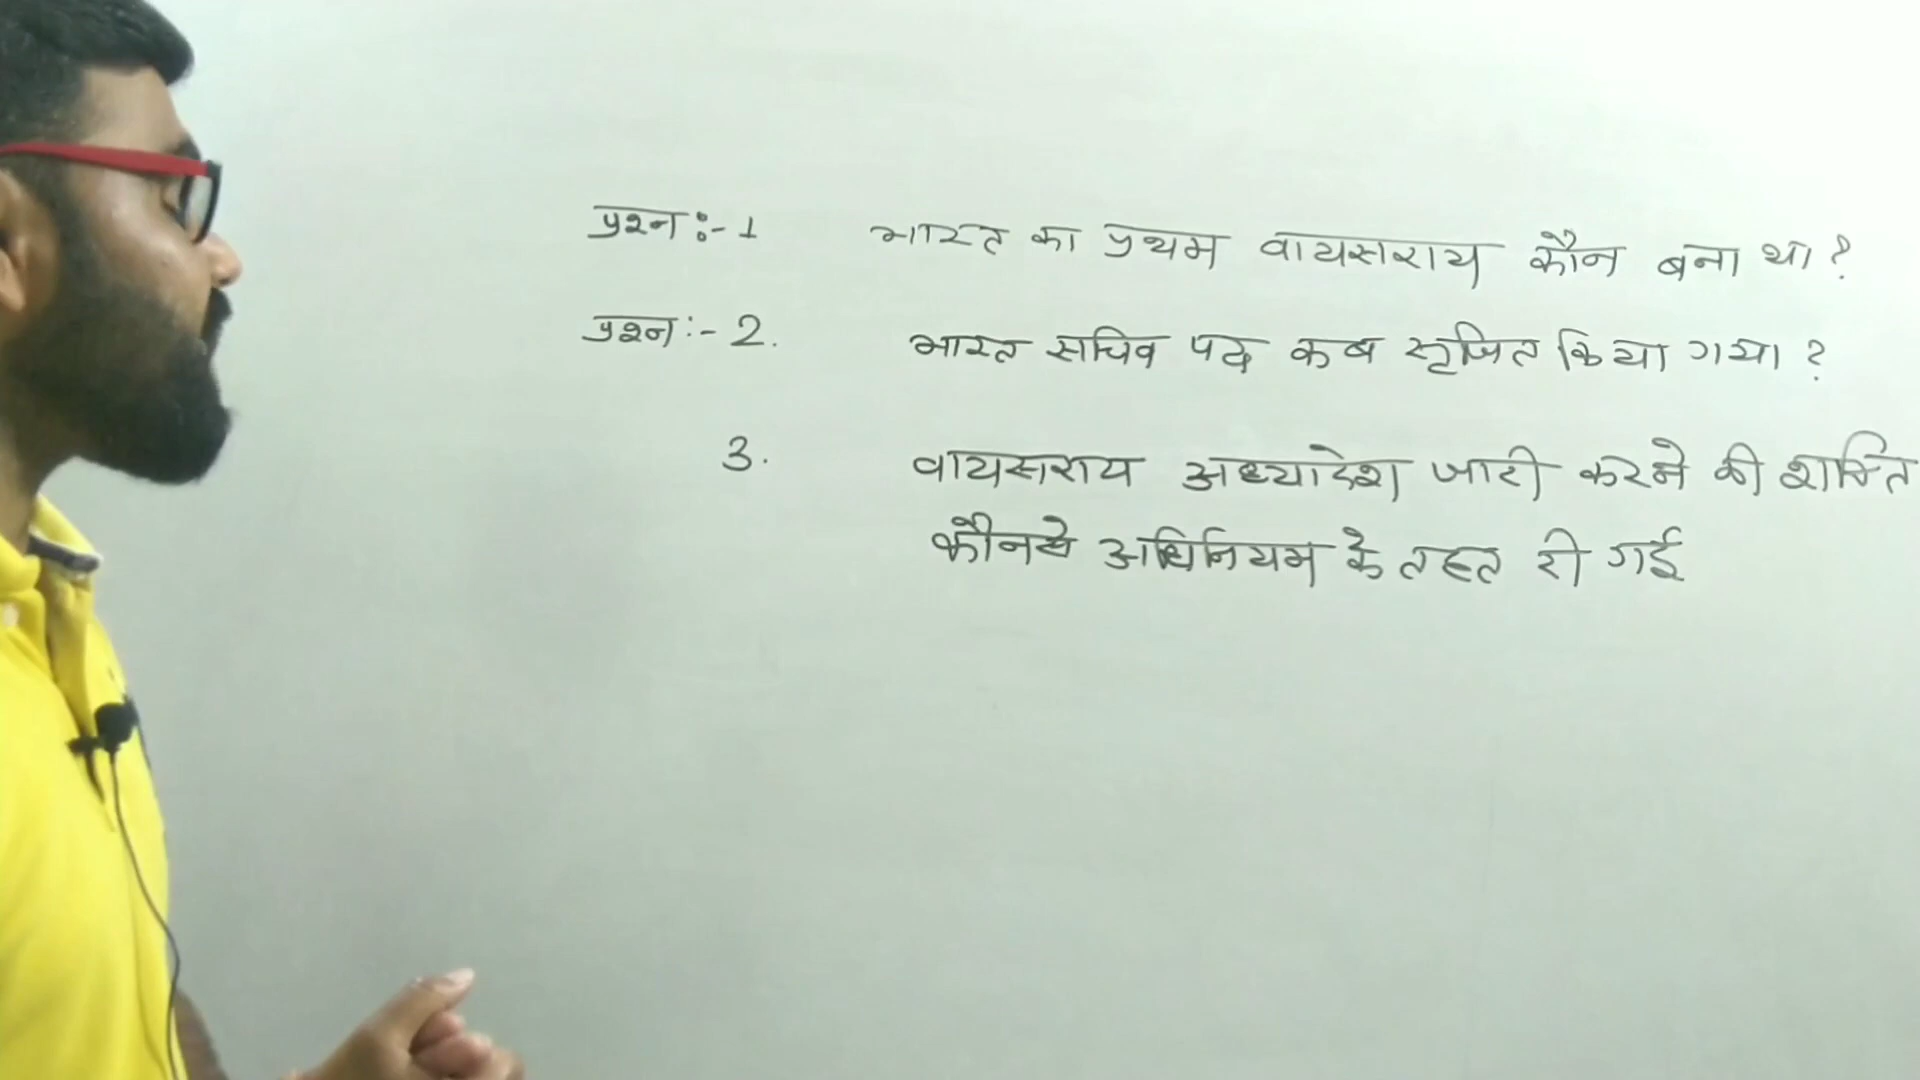 प्रश्न :- 1 भारत का प्रथम वायसराय कौन बना था ?
प्रश्न :- 2. भारत सचिव पद कब सृजित किया गया ?
3. वायसराय अध्यादेश जारी करने की शक्ति
कौनसे अधिनियम के तहत दी गई